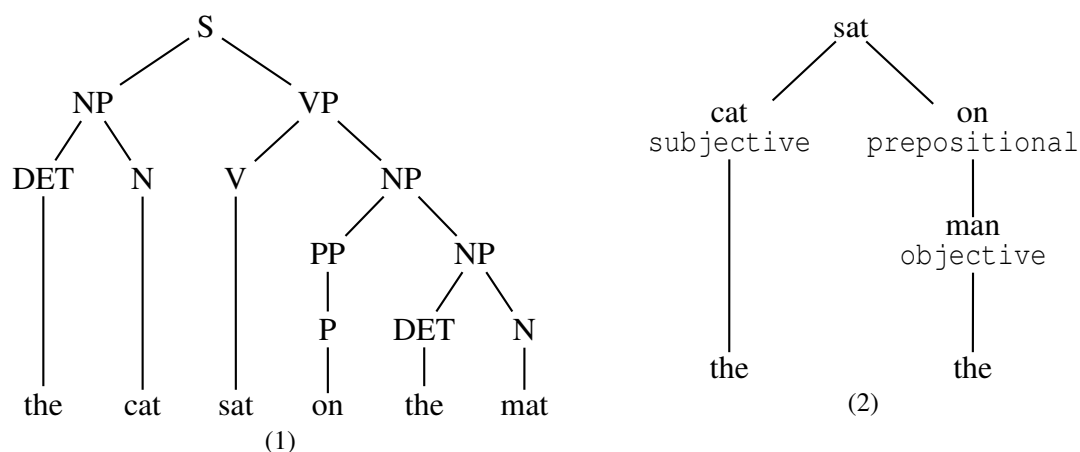 S
NP VP
DET N V NP
PP NP
P DET N
the cat sat on the mat
(1)
sat
cat on
subjective prepositional
man
objective
the the
(2)